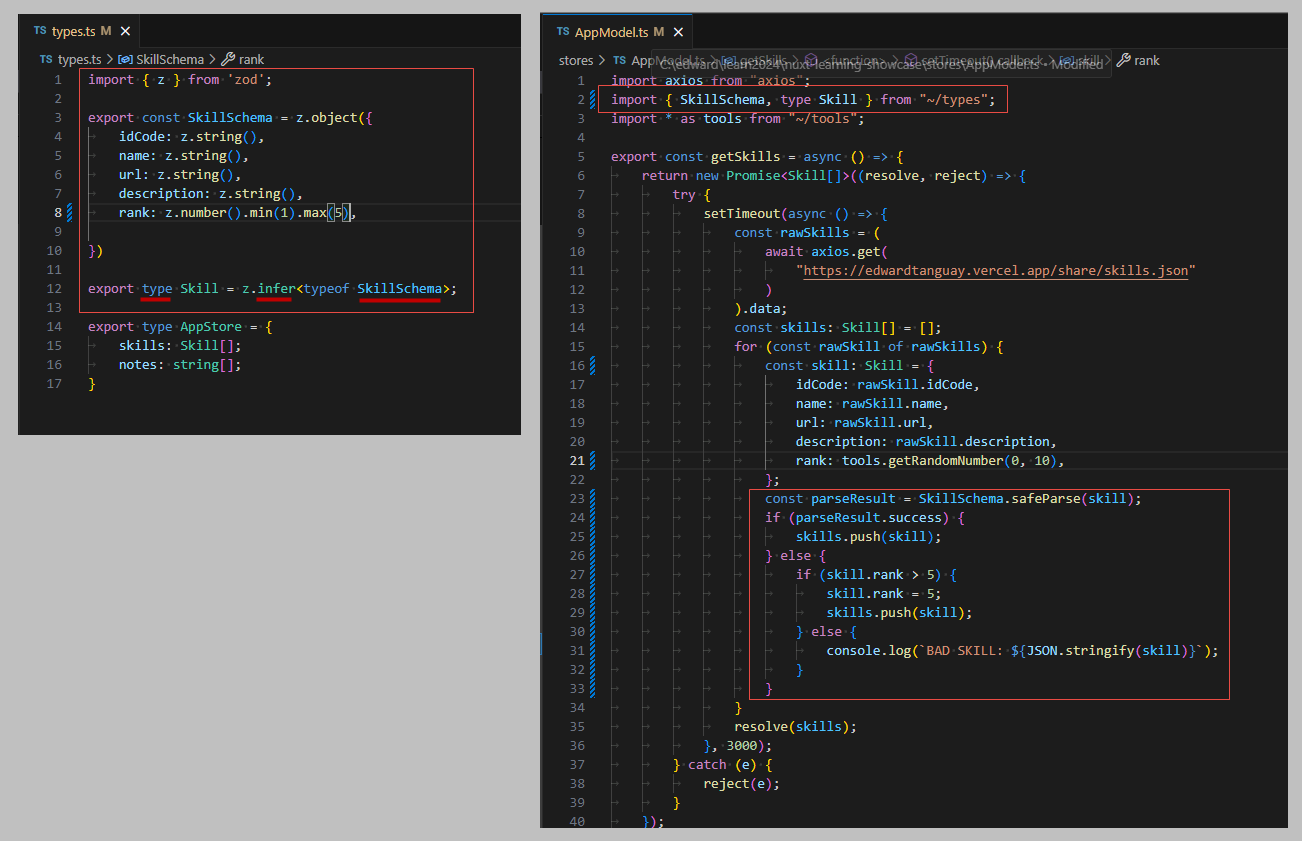 TS types.ts M ×
TS types.ts > SkillSchema > rank
1 import { z } from 'zod';
2
3 export const SkillSchema = z.object({
4 idCode: z.string(),
5 name: z.string(),
6 url: z.string(),
7 description: z.string(),
8 rank: z.number().min(1).max(5),
9
10 })
11
12 export type Skill = z.infer<typeof SkillSchema>;
13
14 export type AppStore = {
15 skills: Skill[];
16 notes: string[];
17 }
TS AppModel.ts M ×
stores > TS AppModel.ts > getSkills > <function> > setTimeout() callback > skill > rank
C:\edward\learn2024\nuxt-learning-showcase\stores\AppModel.ts • Modified
1 import axios from "axios";
2 import { SkillSchema, type Skill } from "~/types";
3 import * as tools from "~/tools";
4
5 export const getSkills = async () => {
6 return new Promise<Skill[]>((resolve, reject) => {
7 try {
8 setTimeout(async () => {
9 const rawSkills = (
10 await axios.get(
11 "https://edwardtanguay.vercel.app/share/skills.json"
12 )
13 ).data;
14 const skills: Skill[] = [];
15 for (const rawSkill of rawSkills) {
16 const skill: Skill = {
17 idCode: rawSkill.idCode,
18 name: rawSkill.name,
19 url: rawSkill.url,
20 description: rawSkill.description,
21 rank: tools.getRandomNumber(0, 10),
22 };
23 const parseResult = SkillSchema.safeParse(skill);
24 if (parseResult.success) {
25 skills.push(skill);
26 } else {
27 if (skill.rank > 5) {
28 skill.rank = 5;
29 skills.push(skill);
30 } else {
31 console.log(`BAD SKILL: ${JSON.stringify(skill)}`);
32 }
33 }
34 }
35 resolve(skills);
36 }, 3000);
37 } catch (e) {
38 reject(e);
39 }
40 });